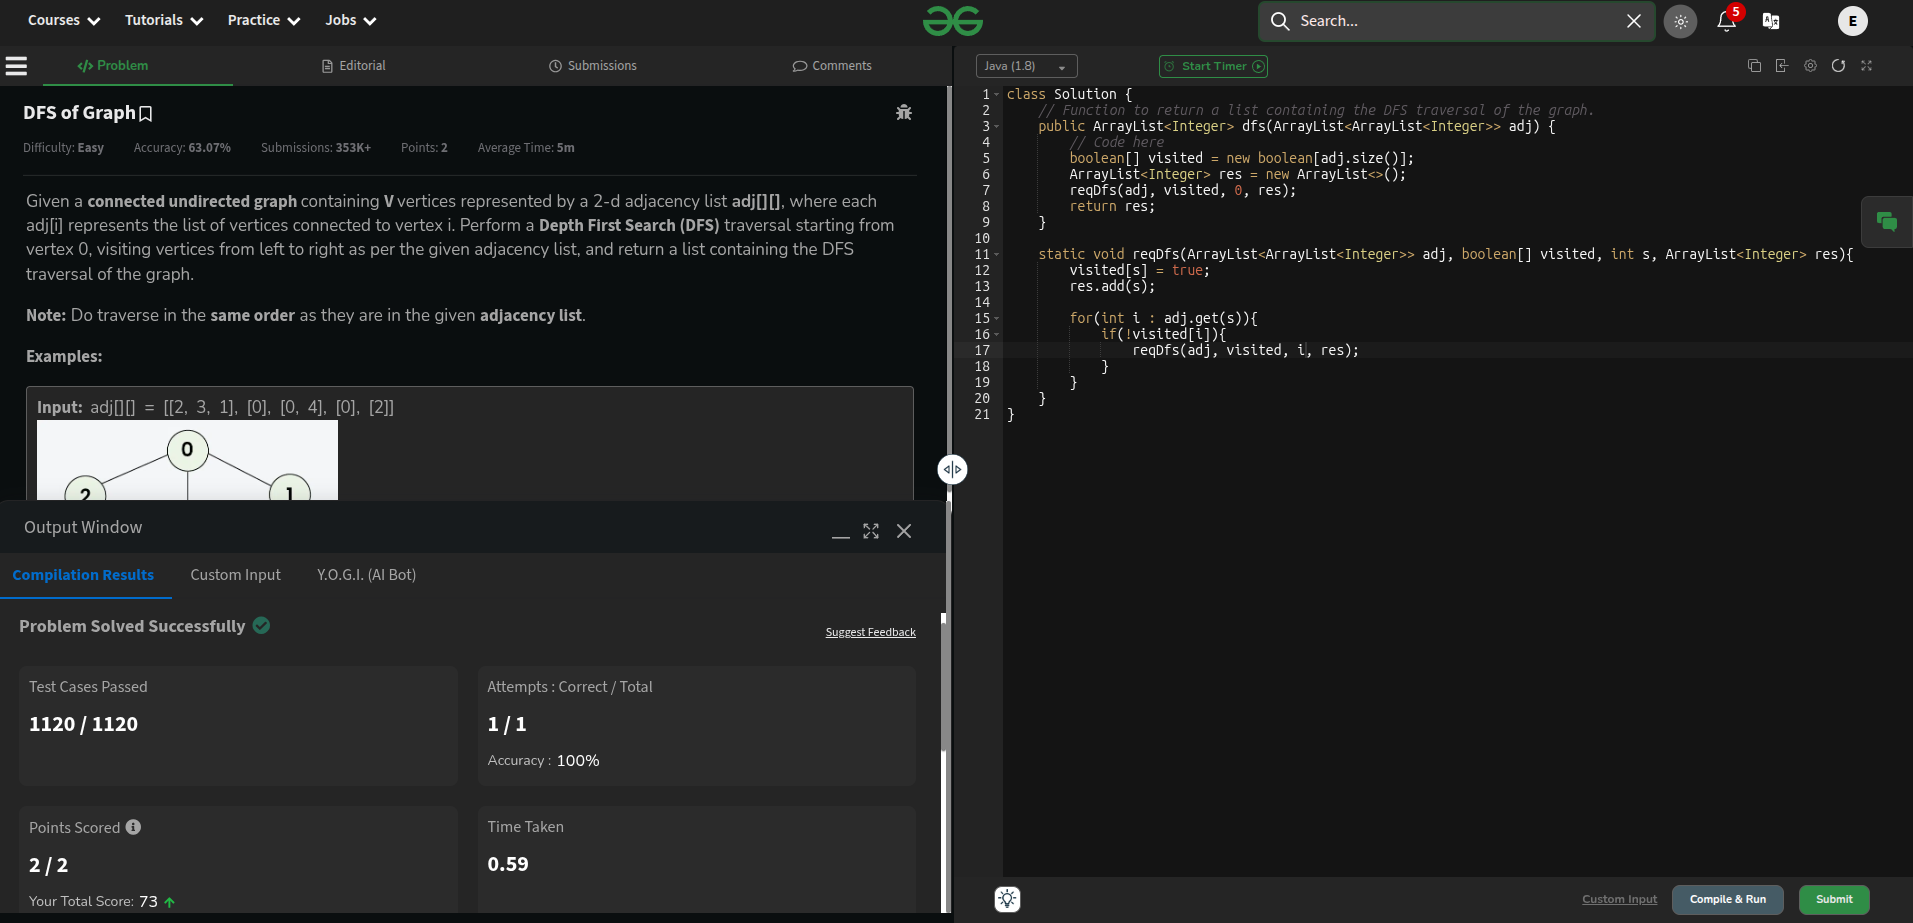 Courses Tutorials Practice Jobs
Search...
5
E
Problem Editorial Submissions Comments
Java (1.8) Start Timer
DFS of Graph
Difficulty: Easy Accuracy: 63.07% Submissions: 353K+ Points: 2 Average Time: 5m
Given a connected undirected graph containing V vertices represented by a 2-d adjacency list adj[][], where each
adj[i] represents the list of vertices connected to vertex i. Perform a Depth First Search (DFS) traversal starting from
vertex 0, visiting vertices from left to right as per the given adjacency list, and return a list containing the DFS
traversal of the graph.
Note: Do traverse in the same order as they are in the given adjacency list.
Examples:
Input: adj[][] = [[2, 3, 1], [0], [0, 4], [0], [2]]
0
2 1
Output Window
Compilation Results Custom Input Y.O.G.I. (AI Bot)
Problem Solved Successfully
Suggest Feedback
Test Cases Passed
1120 / 1120
Attempts : Correct / Total
1 / 1
Accuracy : 100%
Points Scored
2 / 2
Your Total Score: 73
Time Taken
0.59
1 class Solution {
2 // Function to return a list containing the DFS traversal of the graph.
3 public ArrayList<Integer> dfs(ArrayList<ArrayList<Integer>> adj) {
4 // Code here
5 boolean[] visited = new boolean[adj.size()];
6 ArrayList<Integer> res = new ArrayList<>();
7 reqDfs(adj, visited, 0, res);
8 return res;
9 }
10
11 static void reqDfs(ArrayList<ArrayList<Integer>> adj, boolean[] visited, int s, ArrayList<Integer> res){
12 visited[s] = true;
13 res.add(s);
14
15 for(int i : adj.get(s)){
16 if(!visited[i]){
17 reqDfs(adj, visited, i, res);
18 }
19 }
20 }
21 }
Custom Input Compile & Run Submit